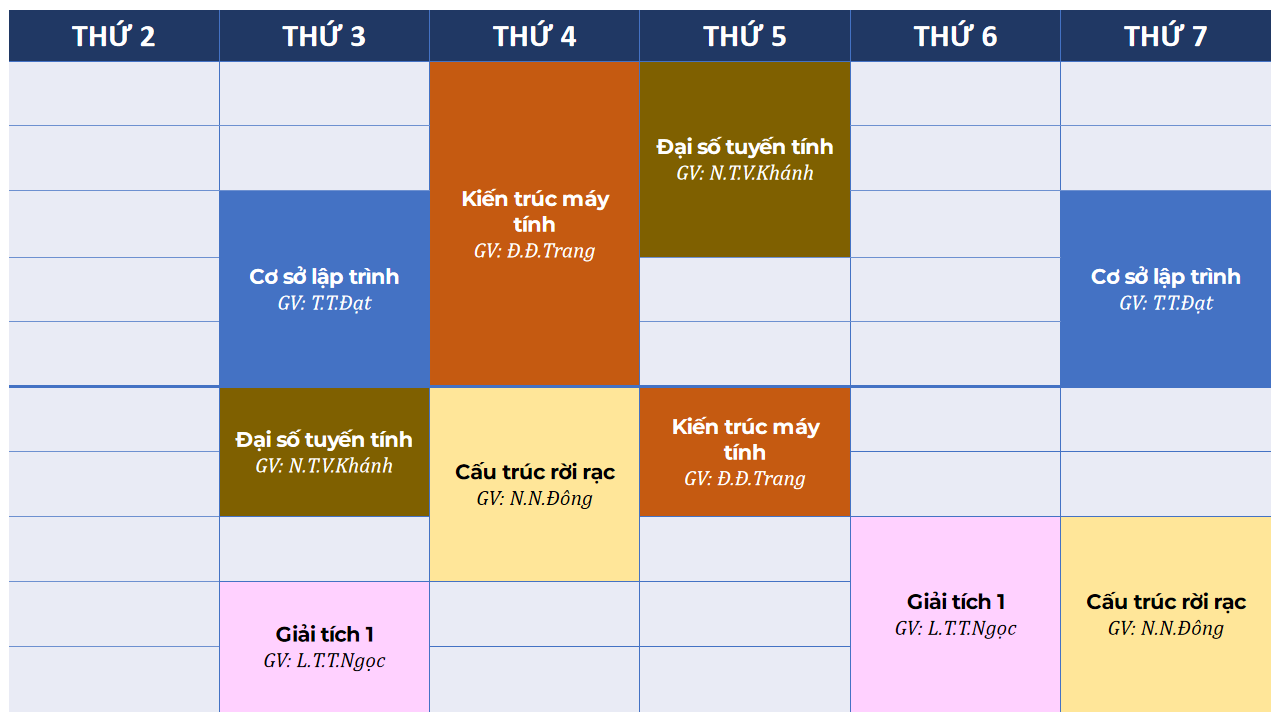 THỨ 2
THỨ 3
THỨ 4
THỨ 5
THỨ 6
THỨ 7
Đại số tuyến tính
GV: N.T.V.Khánh
Kiến trúc máy
tính
GV: Đ.Đ.Trang
Cơ sở lập trình
GV: T.T.Đạt
Cơ sở lập trình
GV: T.T.Đạt
Đại số tuyến tính
GV: N.T.V.Khánh
Cấu trúc rời rạc
GV: N.N.Đông
Kiến trúc máy
tính
GV: Đ.Đ.Trang
Giải tích 1
GV: L.T.T.Ngọc
Giải tích 1
GV: L.T.T.Ngọc
Cấu trúc rời rạc
GV: N.N.Đông